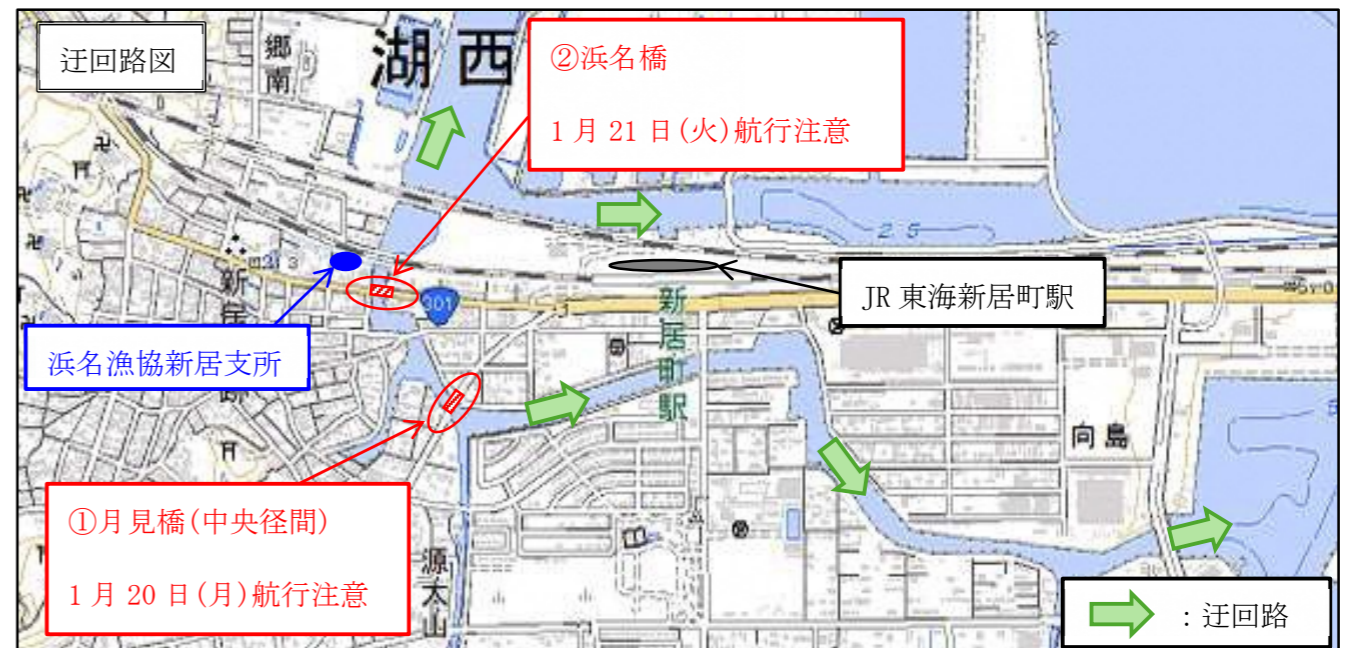 迂回路図
郷南
湖西
②浜名橋
1月21日(火)航行注意
25
301
JR東海新居町駅
新居町駅
浜名漁協新居支所
向島
①月見橋(中央径間)
1月20日(月)航行注意
源太山
：迂回路